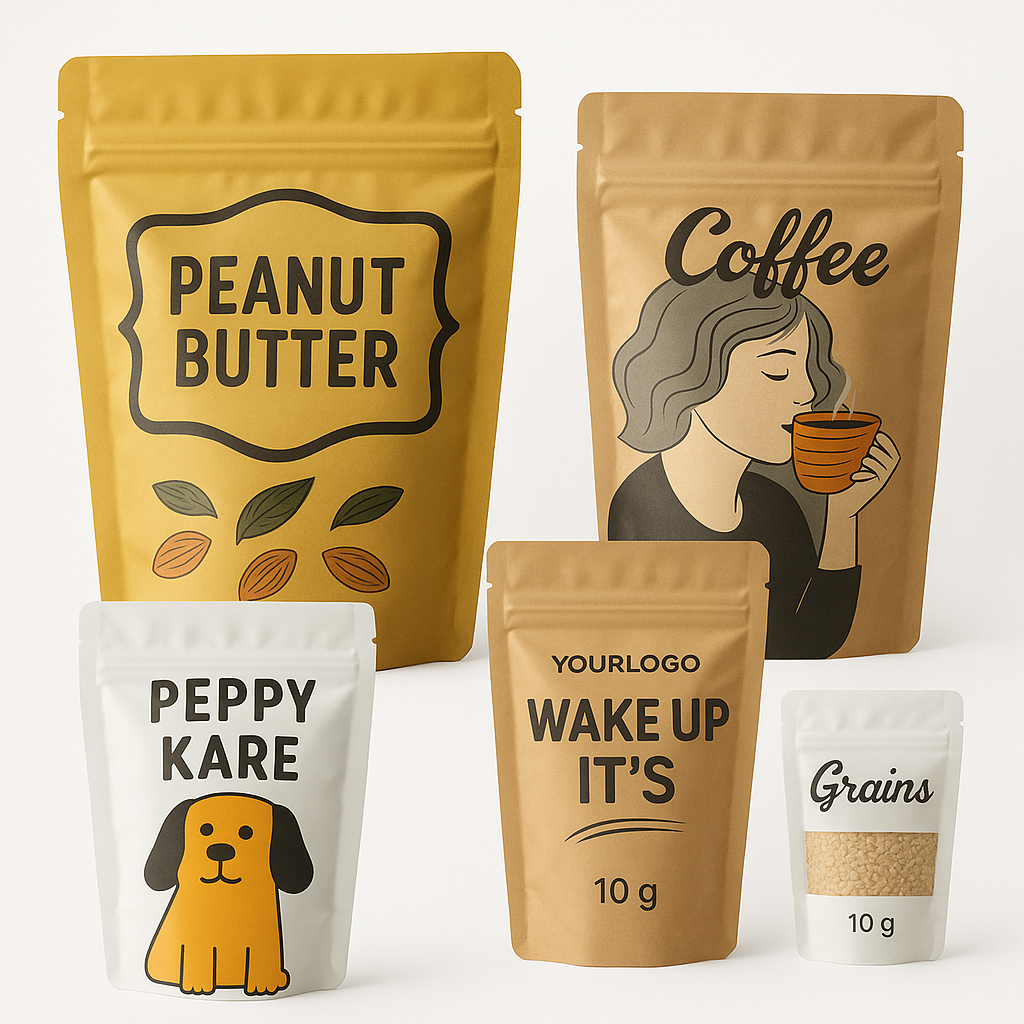 PEANUT
BUTTER
Coffee
PEPPY
KARE
YOURLOGO
WAKE UP
IT'S
10 g
Grains
10 g